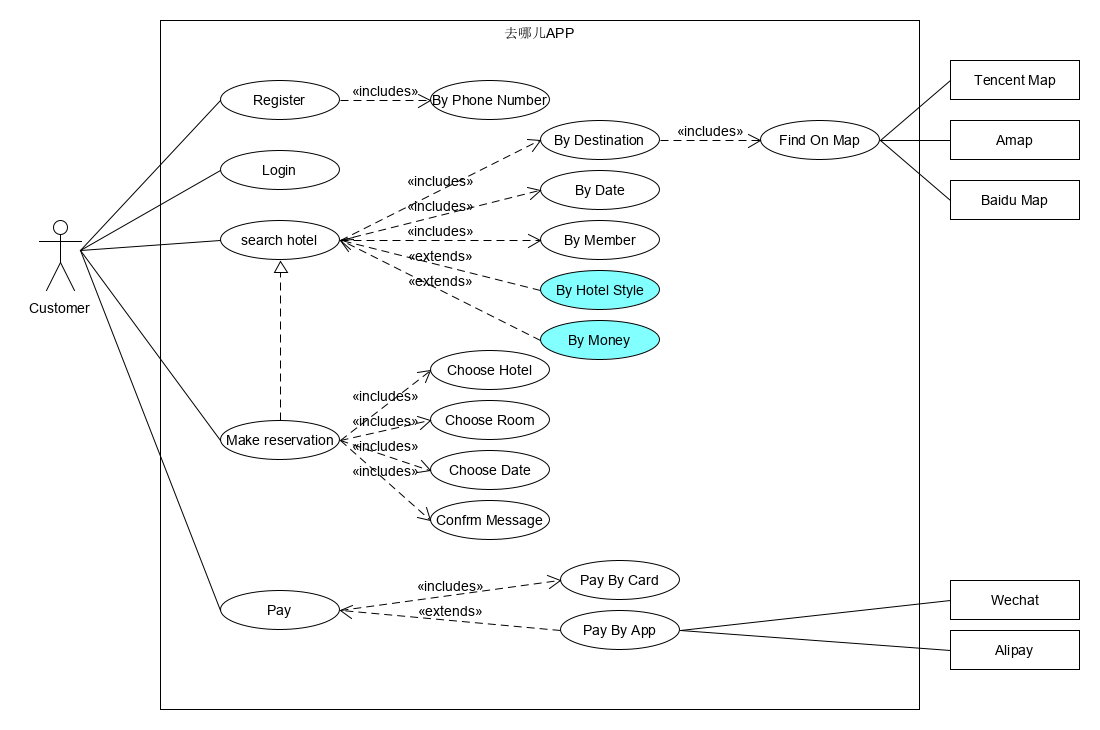 去哪儿APP
Register
«includes»
By Phone Number
Login
search hotel
«includes»
By Destination
«includes»
Find On Map
Tencent Map
Amap
Baidu Map
«includes»
By Date
«includes»
By Member
«extends»
By Hotel Style
«extends»
By Money
Customer
Make reservation
«includes»
Choose Hotel
«includes»
Choose Room
«includes»
Choose Date
«includes»
Confrm Message
Pay
«includes»
Pay By Card
«extends»
Pay By App
Wechat
Alipay